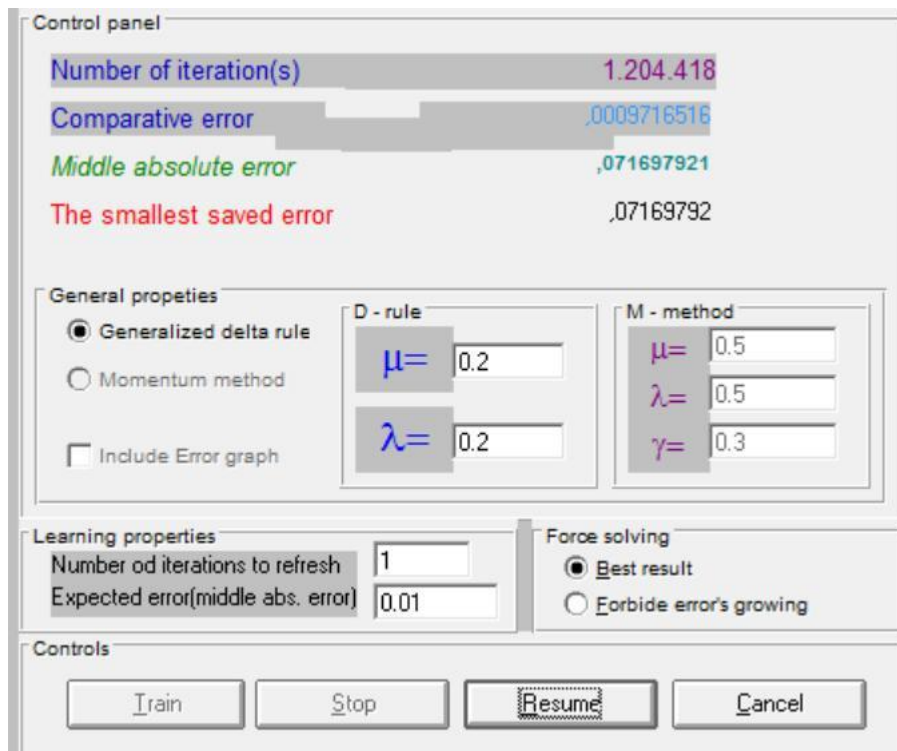 Control panel
Number of iteration(s) 1.204.418
Comparative error ,0009716516
Middle absolute error ,071697921
The smallest saved error ,07169792
General propeties
Generalized delta rule
Momentum method
Include Error graph
D - rule
μ= 0.2
λ= 0.2
M - method
μ= 0.5
λ= 0.5
γ= 0.3
Learning properties
Number od iterations to refresh 1
Expected error(middle abs. error) 0.01
Force solving
Best result
Forbide error's growing
Controls
Train Stop Resume Cancel